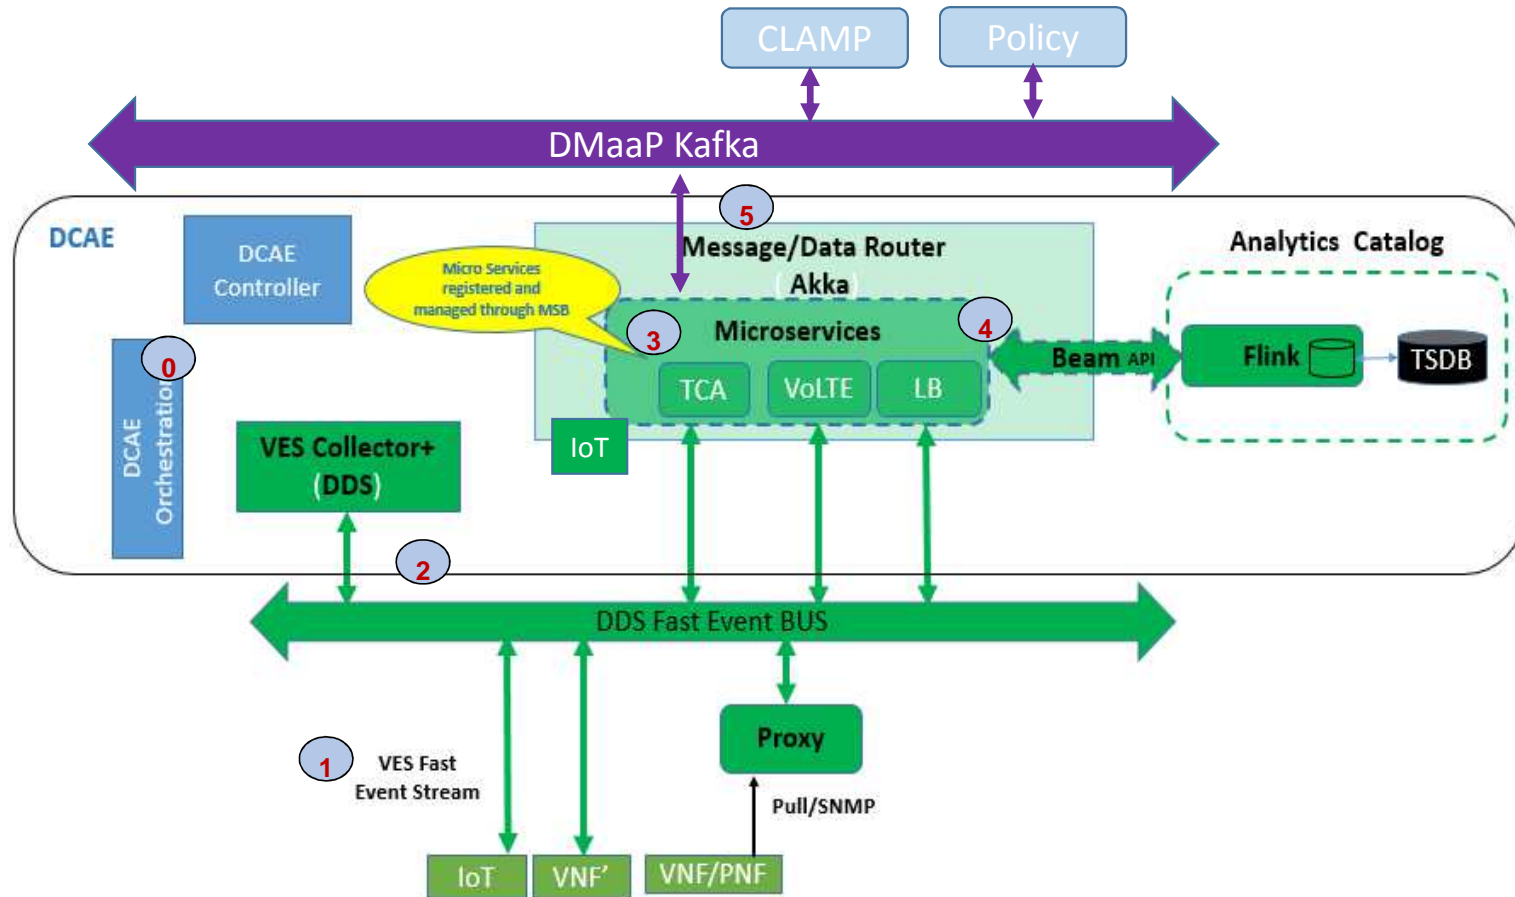 CLAMP
Policy
DMaaP Kafka
5
DCAE
DCAE
Controller
Micro Services
registered and
managed through MSB
Message/Data Router
(Akka)
Analytics Catalog
3
Microservices
4
0
DCAE
Orchestration
TCA
VoLTE
LB
Beam API
Flink
TSDB
VES Collector+
(DDS)
IoT
2
DDS Fast Event BUS
Proxy
1
VES Fast
Event Stream
Pull/SNMP
IoT
VNF’
VNF/PNF